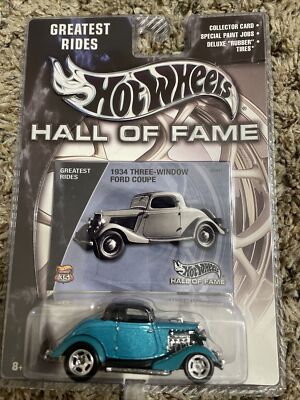 GREATEST
RIDES
COLLECTOR CARD •
SPECIAL PAINT JOBS •
DELUXE "RUBBER" •
TIRES
Hot Wheels
HALL OF FAME
GREATEST
RIDES
1934 THREE-WINDOW
FORD COUPE
35
Hot Wheels
HALL OF FAME
8+